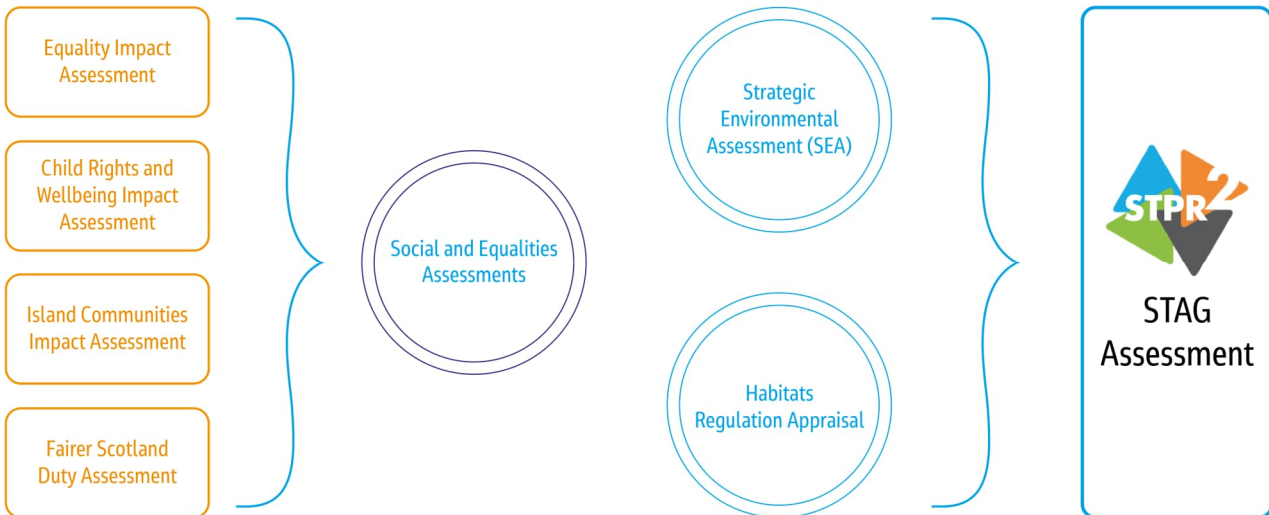 Equality Impact
Assessment
Child Rights and
Wellbeing Impact
Assessment
Island Communities
Impact Assessment
Fairer Scotland
Duty Assessment
Social and Equalities
Assessments
Strategic
Environmental
Assessment (SEA)
Habitats
Regulation Appraisal
STPR2
STAG
Assessment